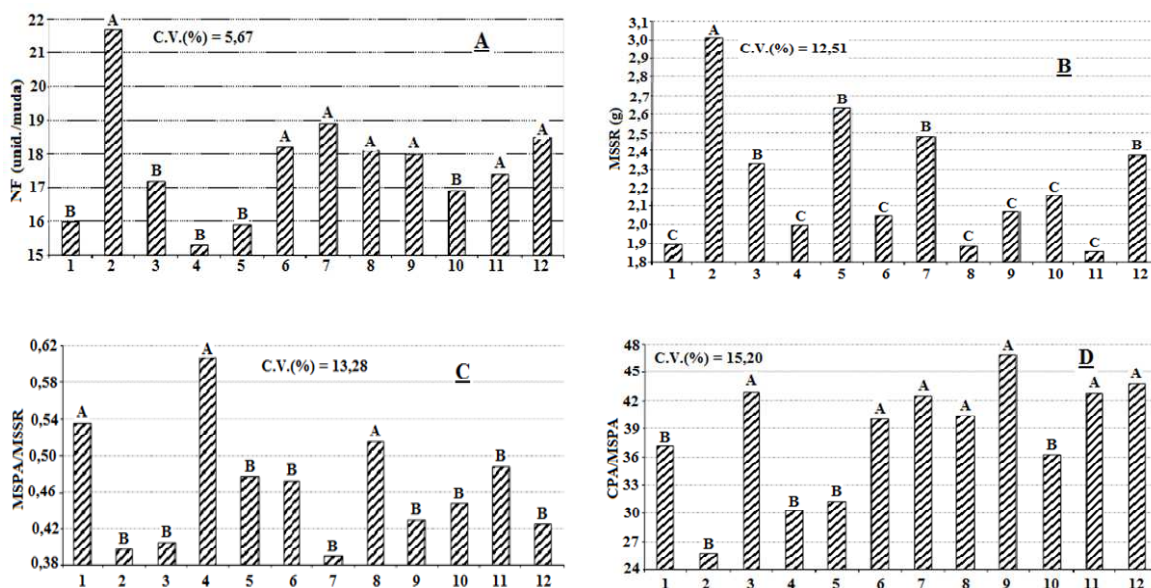 22
21
20
19
18
17
16
15
NF (unid./muda)
C.V.(%) = 5,67
A
B
A
B
B
B
A
A
A
A
B
A
A
1 2 3 4 5 6 7 8 9 10 11 12
3,1
3,0
2,9
2,8
2,7
2,6
2,5
2,4
2,3
2,2
2,1
2,0
1,9
1,8
MSSR (g)
C.V.(%) = 12,51
B
C
A
B
C
B
C
B
C
C
C
C
B
1 2 3 4 5 6 7 8 9 10 11 12
0,62
0,58
0,54
0,50
0,46
0,42
0,38
MSPA/MSSR
C.V.(%) = 13,28
C
A
B
B
A
B
B
B
A
B
B
B
B
1 2 3 4 5 6 7 8 9 10 11 12
48
45
42
39
36
33
30
27
24
CPA/MSPA
C.V.(%) = 15,20
D
B
B
A
B
B
A
A
A
A
B
A
A
1 2 3 4 5 6 7 8 9 10 11 12